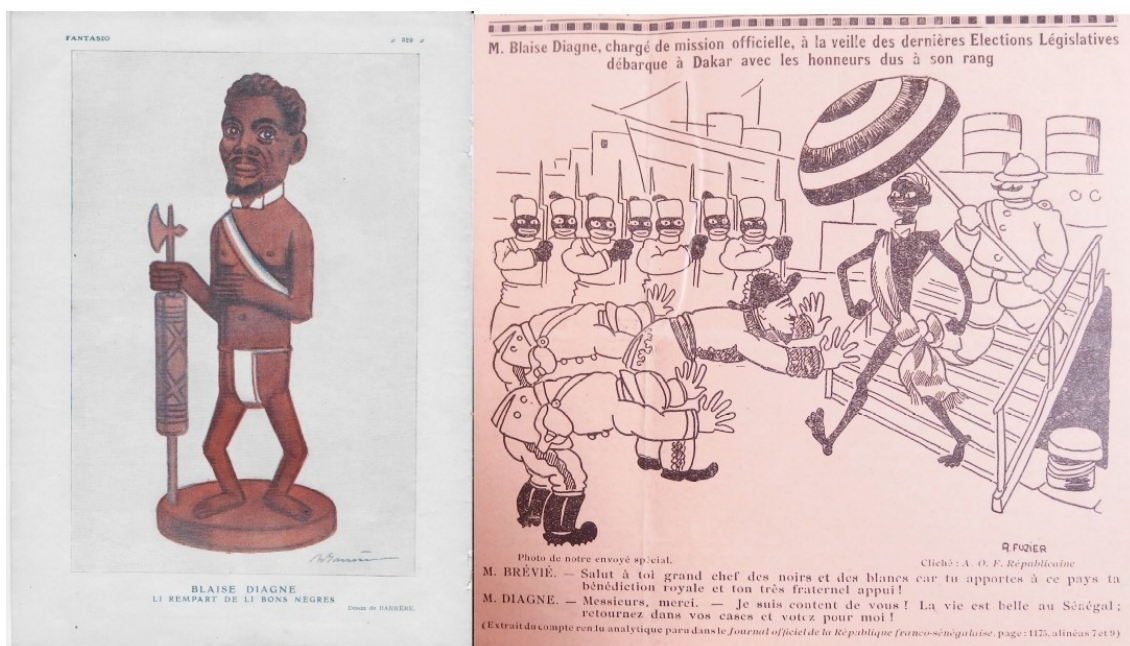 FANTASIO
BLAISE DIAGNE
LI REMPART DE LI BONS NEGRES
Dessin de BARRÈRE.
M. Blaise Diagne, chargé de mission officielle, à la veille des dernières Elections Législatives
débarque à Dakar avec les honneurs dus à son rang
R. FUZIER
Photo de notre envoyé spécial.
Cliché : A. O. F. Républicaine
M. BRÉVIÉ. — Salut à toi grand chef des noirs et des blancs car tu apportes à ce pays ta
bénédiction royale et ton très fraternel appui !
M. DIAGNE. — Messieurs, merci. — Je suis content de vous ! La vie est belle au Sénégal ;
retournez dans vos cases et votez pour moi !
(Extrait du compte rendu analytique paru dans le Journal officiel de la République franco-sénégalaise, page : 1175, alinéas 7 et 9)